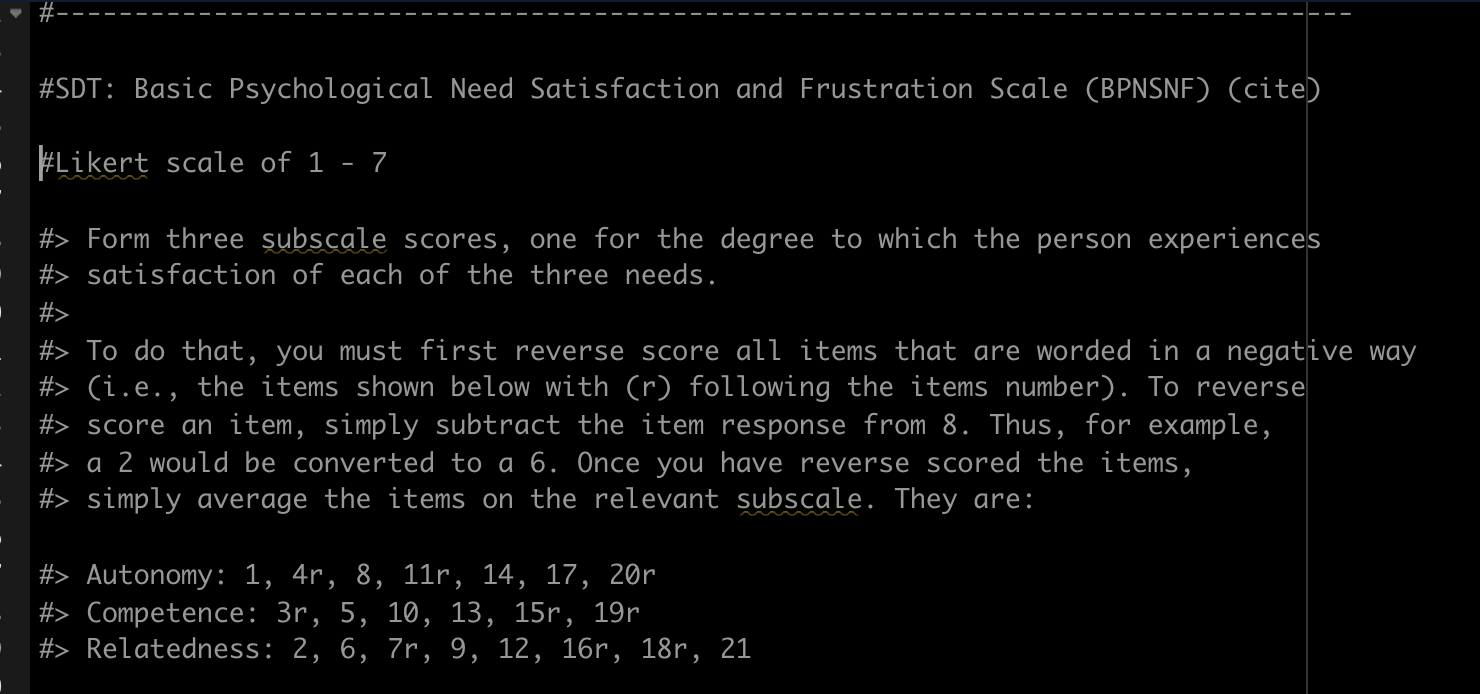 #----------------------------------------------------------------------------------
#SDT: Basic Psychological Need Satisfaction and Frustration Scale (BPNSNF) (cite)
#Likert scale of 1 - 7
#> Form three subscale scores, one for the degree to which the person experiences
#> satisfaction of each of the three needs.
#>
#> To do that, you must first reverse score all items that are worded in a negative way
#> (i.e., the items shown below with (r) following the items number). To reverse
#> score an item, simply subtract the item response from 8. Thus, for example,
#> a 2 would be converted to a 6. Once you have reverse scored the items,
#> simply average the items on the relevant subscale. They are:
#> Autonomy: 1, 4r, 8, 11r, 14, 17, 20r
#> Competence: 3r, 5, 10, 13, 15r, 19r
#> Relatedness: 2, 6, 7r, 9, 12, 16r, 18r, 21